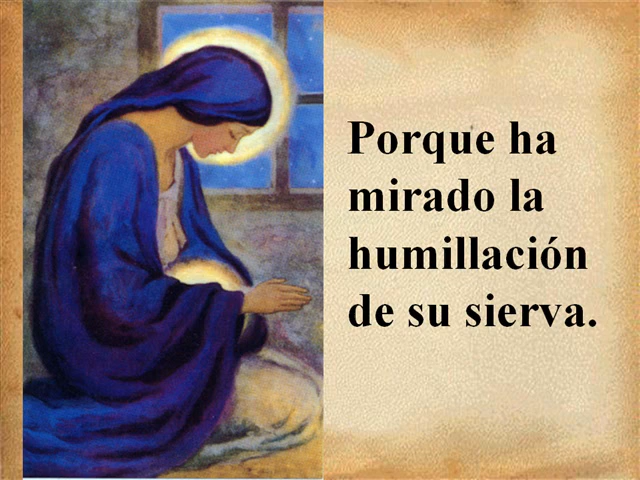 Porque ha
mirado la
humillación
de su sierva.